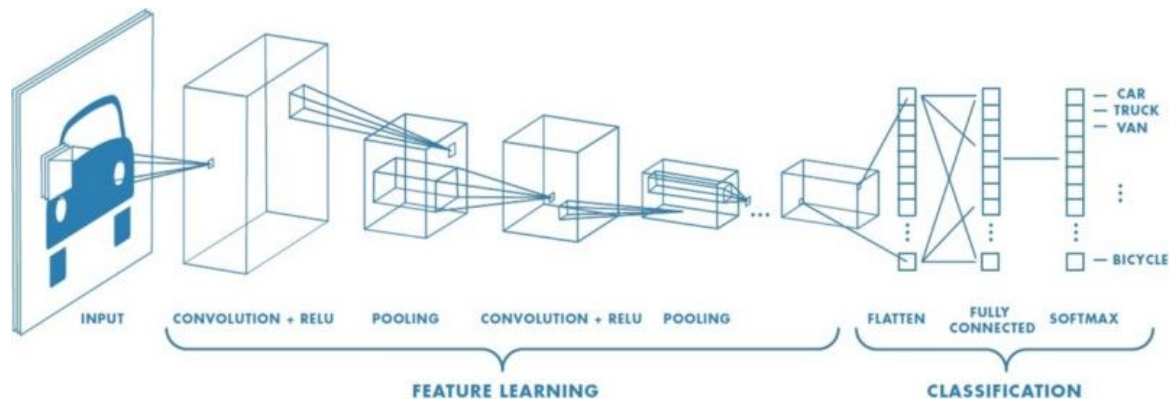 CAR
TRUCK
VAN
BICYCLE
INPUT
CONVOLUTION + RELU
POOLING
CONVOLUTION + RELU
POOLING
FLATTEN
FULLY
CONNECTED
SOFTMAX
FEATURE LEARNING
CLASSIFICATION